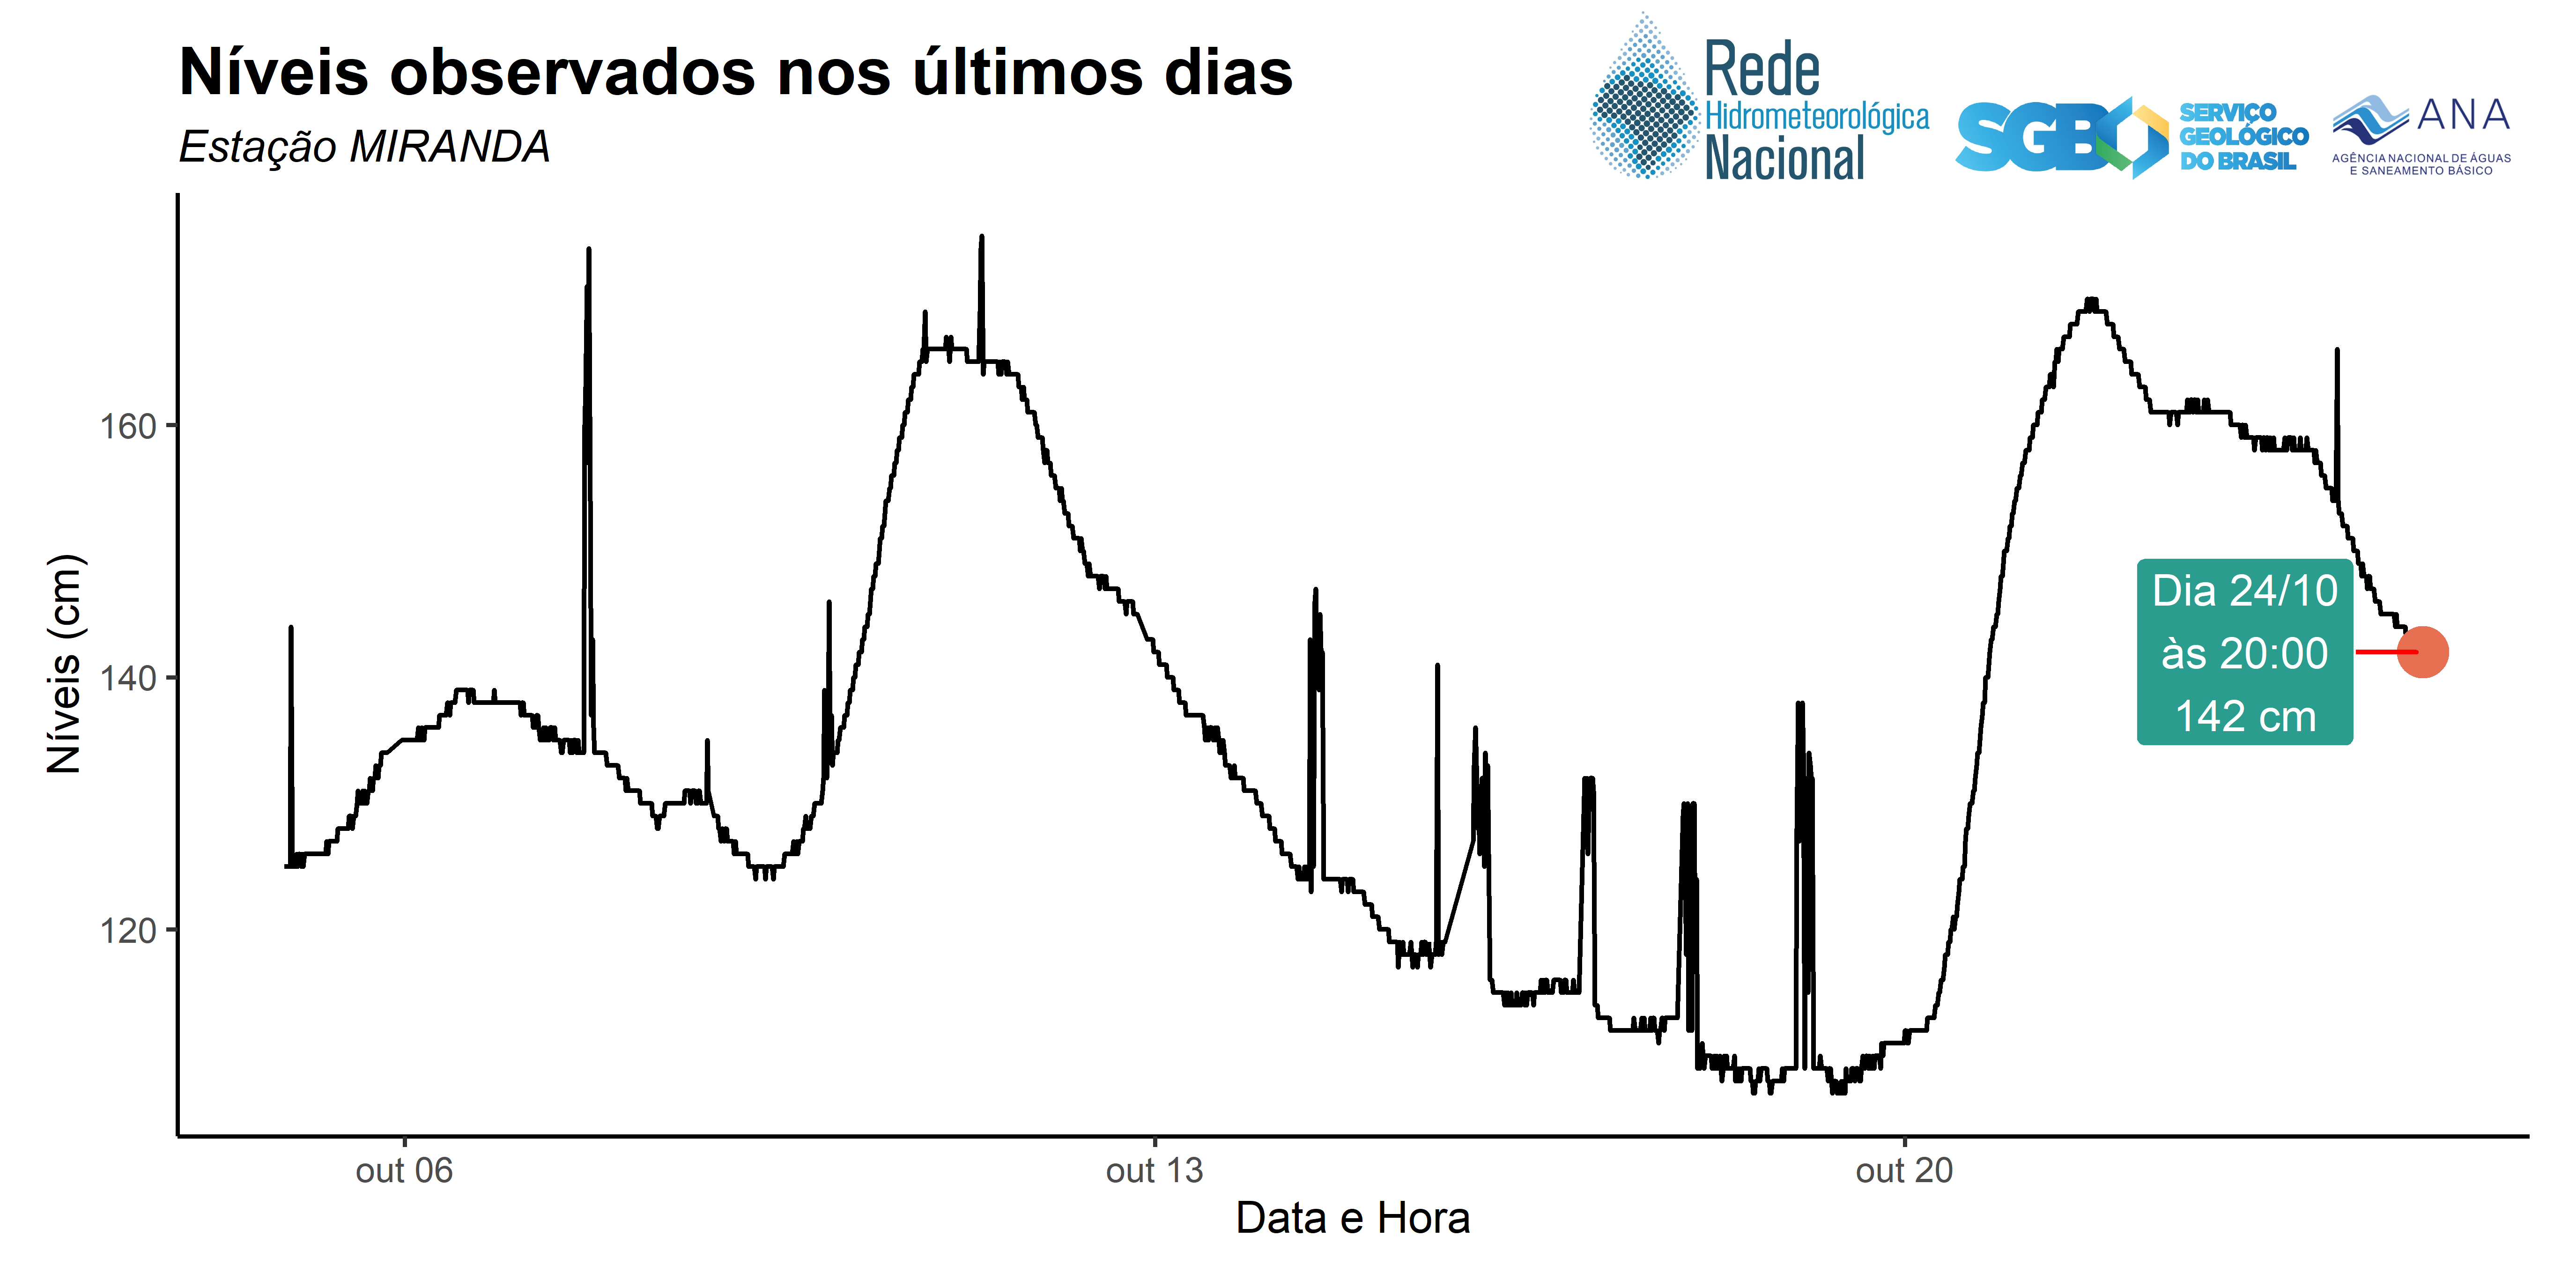 Níveis observados nos últimos dias
Estação MIRANDA
Rede
Hidrometeorológica
Nacional
SGB
SERVIÇO
GEOLÓGICO
DO BRASIL
ANA
AGÊNCIA NACIONAL DE ÁGUAS
E SANEAMENTO BÁSICO
Níveis (cm)
160
140
120
Dia 24/10
às 20:00
142 cm
out 06
out 13
out 20
Data e Hora